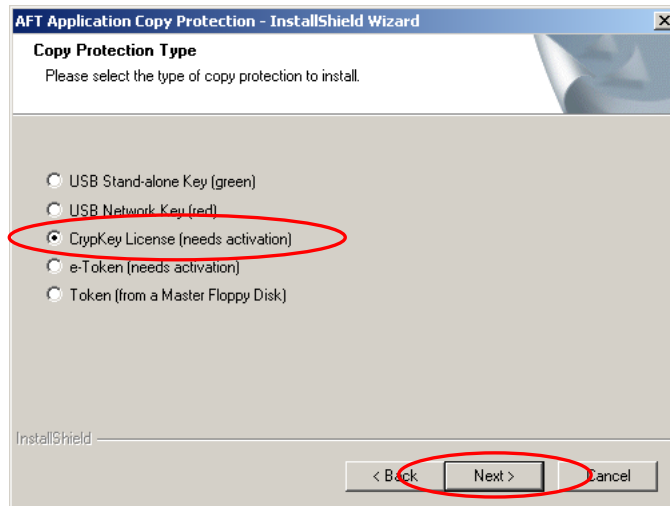 AFT Application Copy Protection - InstallShield Wizard
Copy Protection Type
Please select the type of copy protection to install.
USB Stand-alone Key (green)
USB Network Key (red)
CrypKey License (needs activation)
e-Token (needs activation)
Token (from a Master Floppy Disk)
InstallShield
< Back Next > Cancel